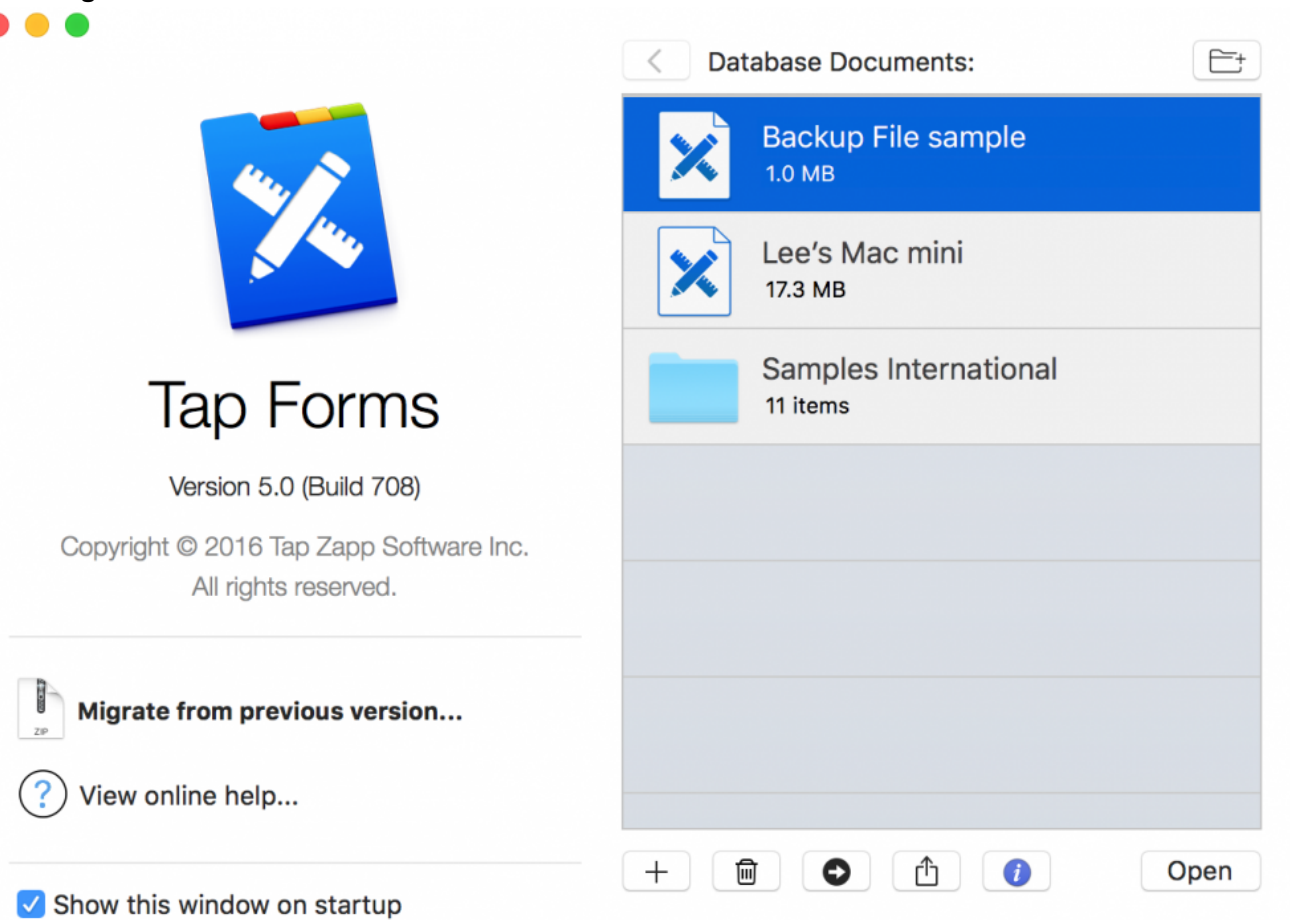 Tap Forms
Version 5.0 (Build 708)
Copyright © 2016 Tap Zapp Software Inc.
All rights reserved.
ZIP
Migrate from previous version...
? View online help...
Show this window on startup
Database Documents:
Backup File sample
1.0 MB
Lee's Mac mini
17.3 MB
Samples International
11 items
i
Open